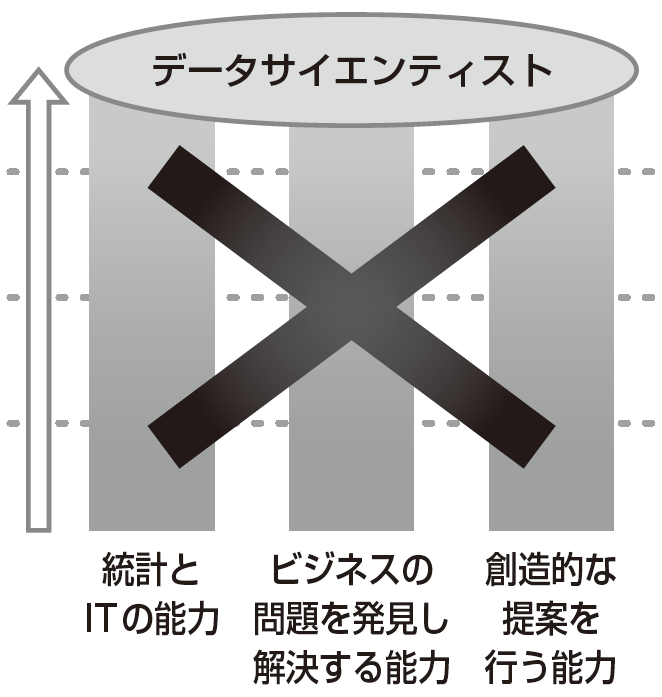 データサイエンティスト
統計と
ITの能力
ビジネスの
問題を発見し
解決する能力
創造的な
提案を
行う能力